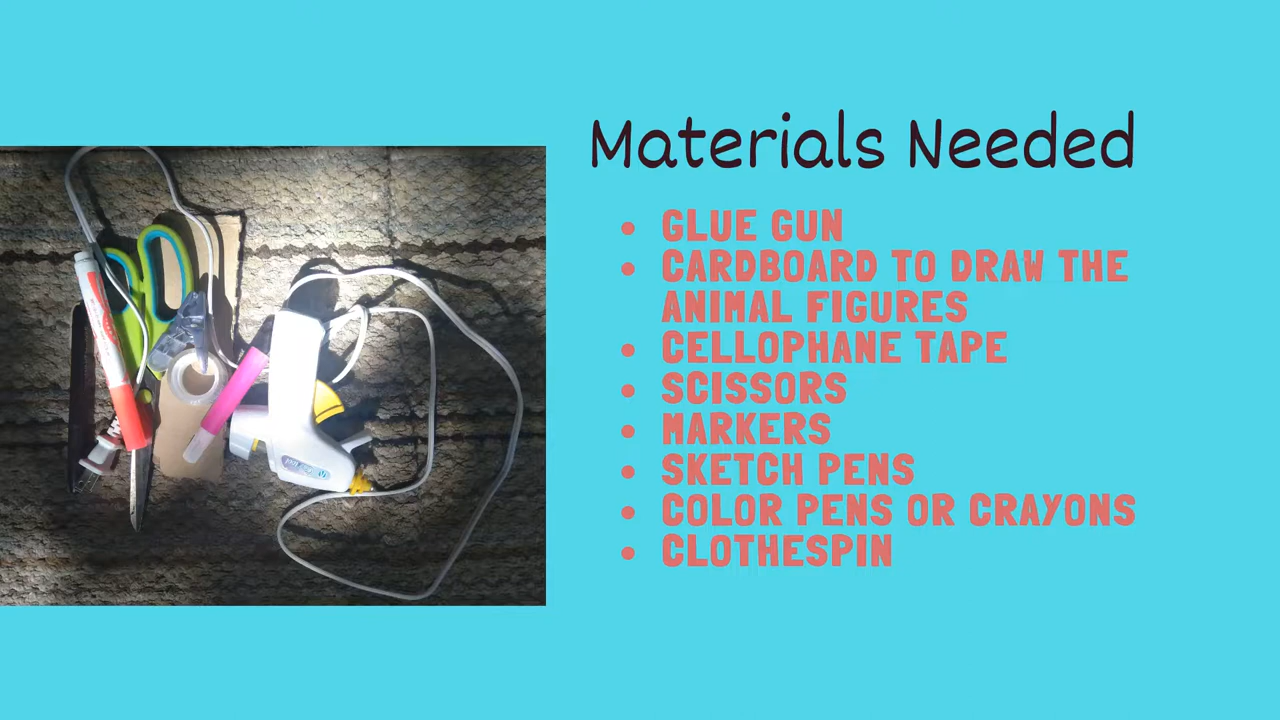 Materials Needed
• GLUE GUN
• CARDBOARD TO DRAW THE
ANIMAL FIGURES
• CELLOPHANE TAPE
• SCISSORS
• MARKERS
• SKETCH PENS
• COLOR PENS OR CRAYONS
• CLOTHESPIN